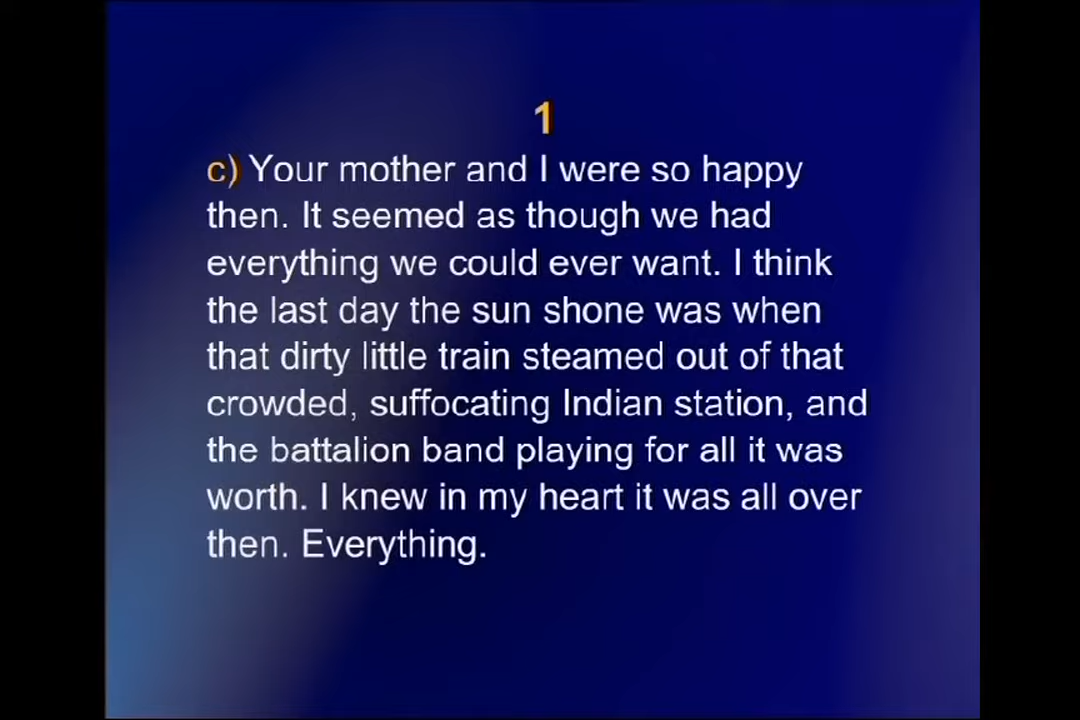 1
c) Your mother and I were so happy
then. It seemed as though we had
everything we could ever want. I think
the last day the sun shone was when
that dirty little train steamed out of that
crowded, suffocating Indian station, and
the battalion band playing for all it was
worth. I knew in my heart it was all over
then. Everything.